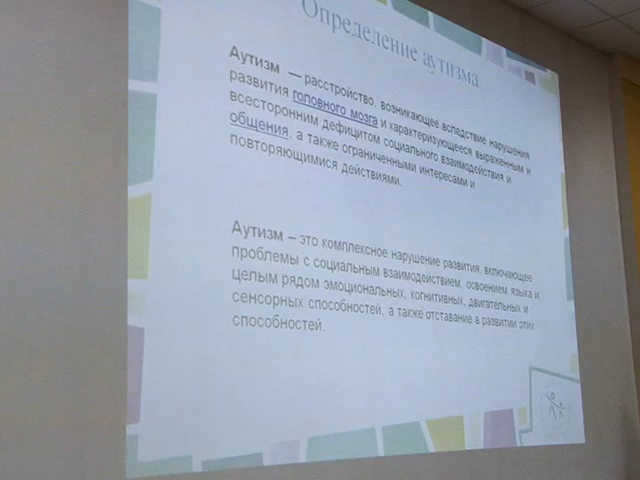 Определение аутизма
Аутизм — расстройство, возникающее вследствие нарушения
развития головного мозга и характеризующееся выраженным и
всесторонним дефицитом социального взаимодействия и
общения, а также ограниченными интересами и
повторяющимися действиями.
Аутизм – это комплексное нарушение развития, включающее
проблемы с социальным взаимодействием, освоением языка и
целым рядом эмоциональных, когнитивных, двигательных и
сенсорных способностей, а также отставание в развитии этих
способностей.